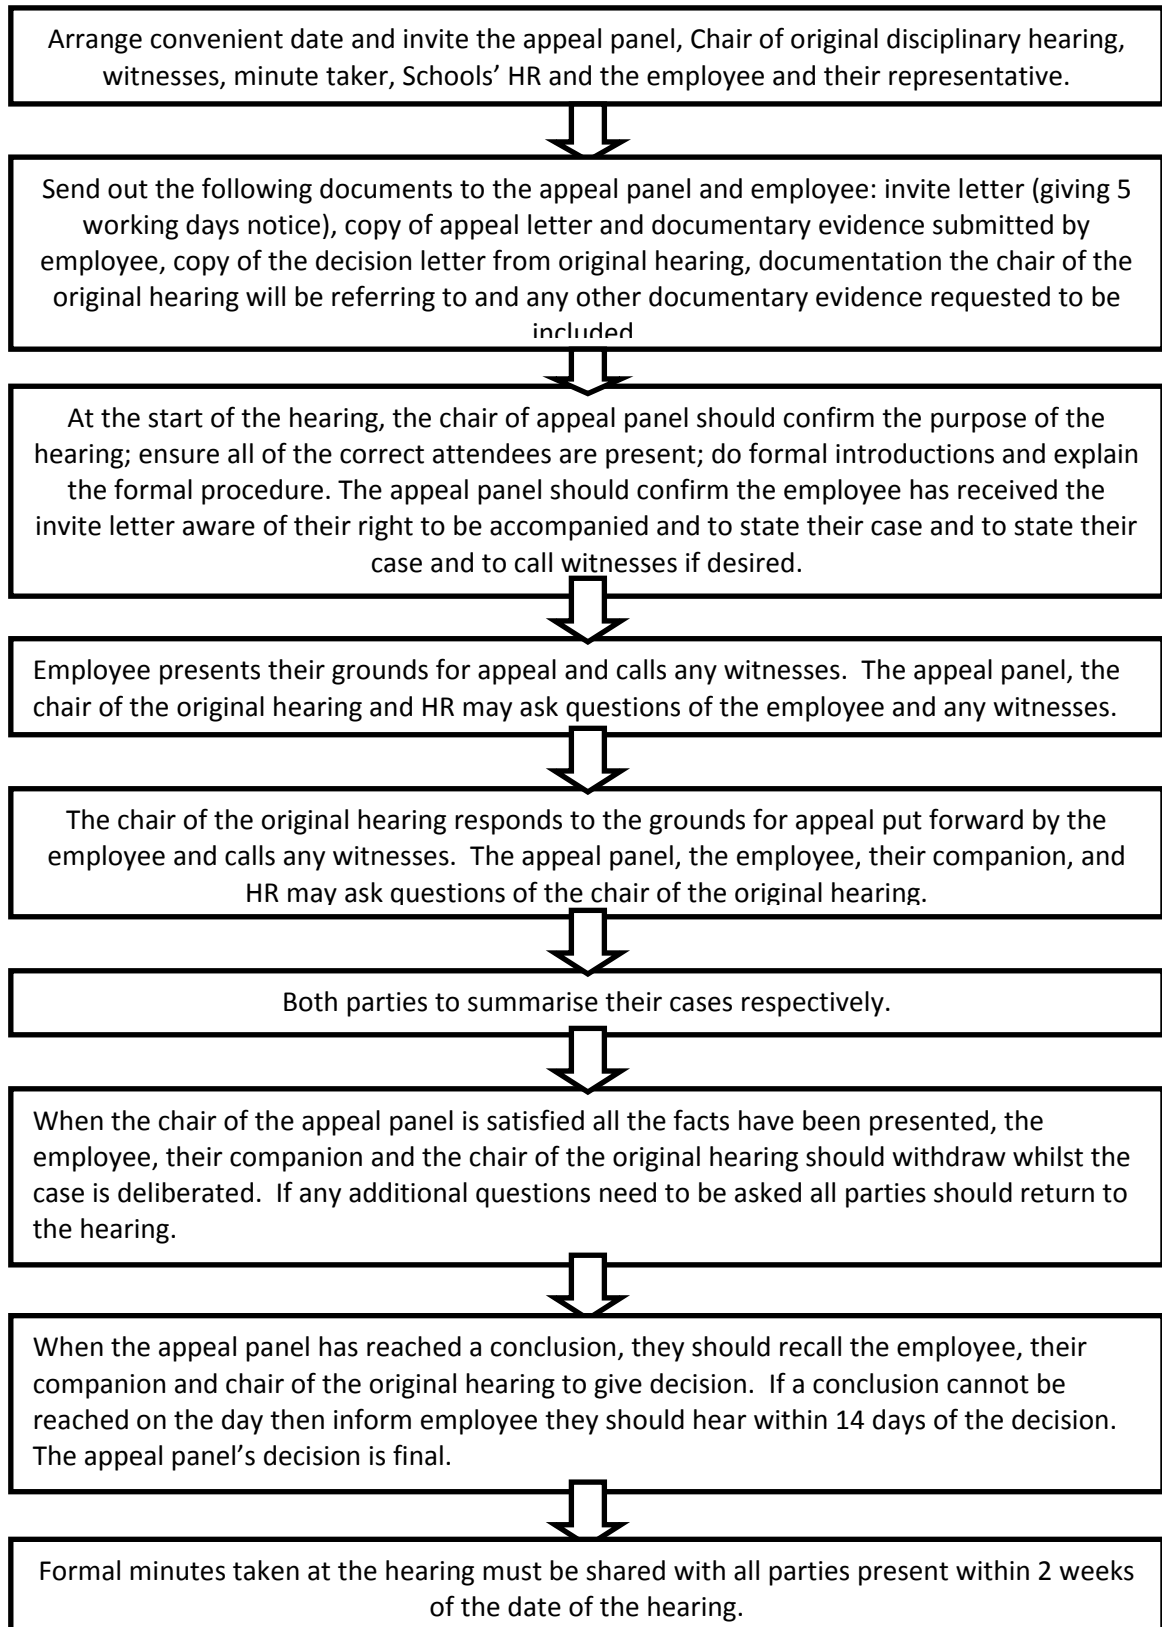 Arrange convenient date and invite the appeal panel, Chair of original disciplinary hearing,
witnesses, minute taker, Schools’ HR and the employee and their representative.
Send out the following documents to the appeal panel and employee: invite letter (giving 5
working days notice), copy of appeal letter and documentary evidence submitted by
employee, copy of the decision letter from original hearing, documentation the chair of the
original hearing will be referring to and any other documentary evidence requested to be
included
At the start of the hearing, the chair of appeal panel should confirm the purpose of the
hearing; ensure all of the correct attendees are present; do formal introductions and explain
the formal procedure. The appeal panel should confirm the employee has received the
invite letter aware of their right to be accompanied and to state their case and to state their
case and to call witnesses if desired.
Employee presents their grounds for appeal and calls any witnesses.  The appeal panel, the
chair of the original hearing and HR may ask questions of the employee and any witnesses.
The chair of the original hearing responds to the grounds for appeal put forward by the
employee and calls any witnesses.  The appeal panel, the employee, their companion, and
HR may ask questions of the chair of the original hearing.
Both parties to summarise their cases respectively.
When the chair of the appeal panel is satisfied all the facts have been presented, the
employee, their companion and the chair of the original hearing should withdraw whilst the
case is deliberated.  If any additional questions need to be asked all parties should return to
the hearing.
When the appeal panel has reached a conclusion, they should recall the employee, their
companion and chair of the original hearing to give decision.  If a conclusion cannot be
reached on the day then inform employee they should hear within 14 days of the decision.
The appeal panel’s decision is final.
Formal minutes taken at the hearing must be shared with all parties present within 2 weeks
of the date of the hearing.